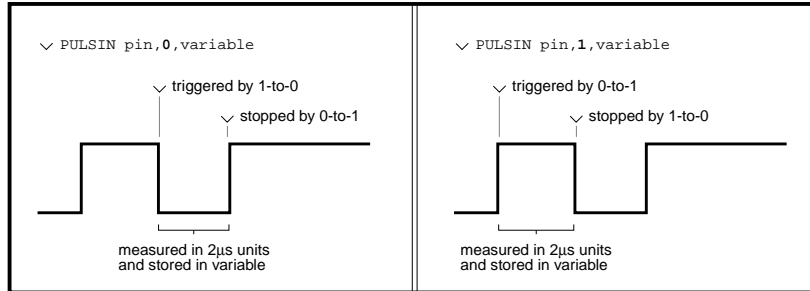 PULSIN pin,0,variable
triggered by 1-to-0
stopped by 0-to-1
measured in 2µs units
and stored in variable
PULSIN pin,1,variable
triggered by 0-to-1
stopped by 1-to-0
measured in 2µs units
and stored in variable